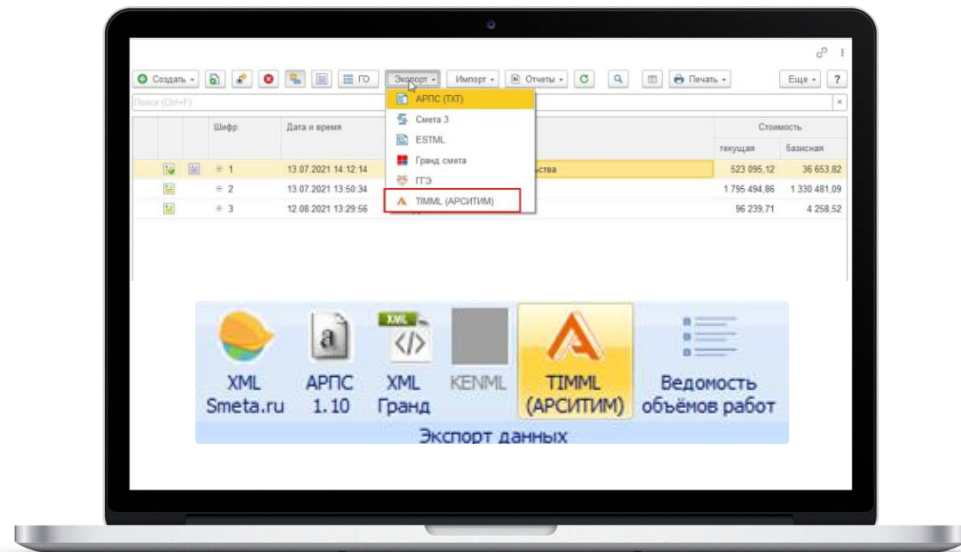 Создать
ГО
Экспорт
Импорт
Отчеты
Печать
Еще
?
Поиск (Ctrl+F)
АРПС (TXT)
Смета 3
ESTML
Гранд смета
ГГЭ
TIMML (АРСИТИМ)
Шифр
Дата и время
Стоимость
текущая
базисная
1
13.07.2021 14:12:14
ьства
523 095,12
36 653,82
2
13.07.2021 13:50:34
1 795 494,86
1 330 481,09
3
12.08.2021 13:29:56
96 239,71
4 258,52
XML
Smeta.ru
a
АРПС
1.10
XML
XML
Гранд
KENML
TIMML
(АРСИТИМ)
Ведомость
объёмов работ
Экспорт данных